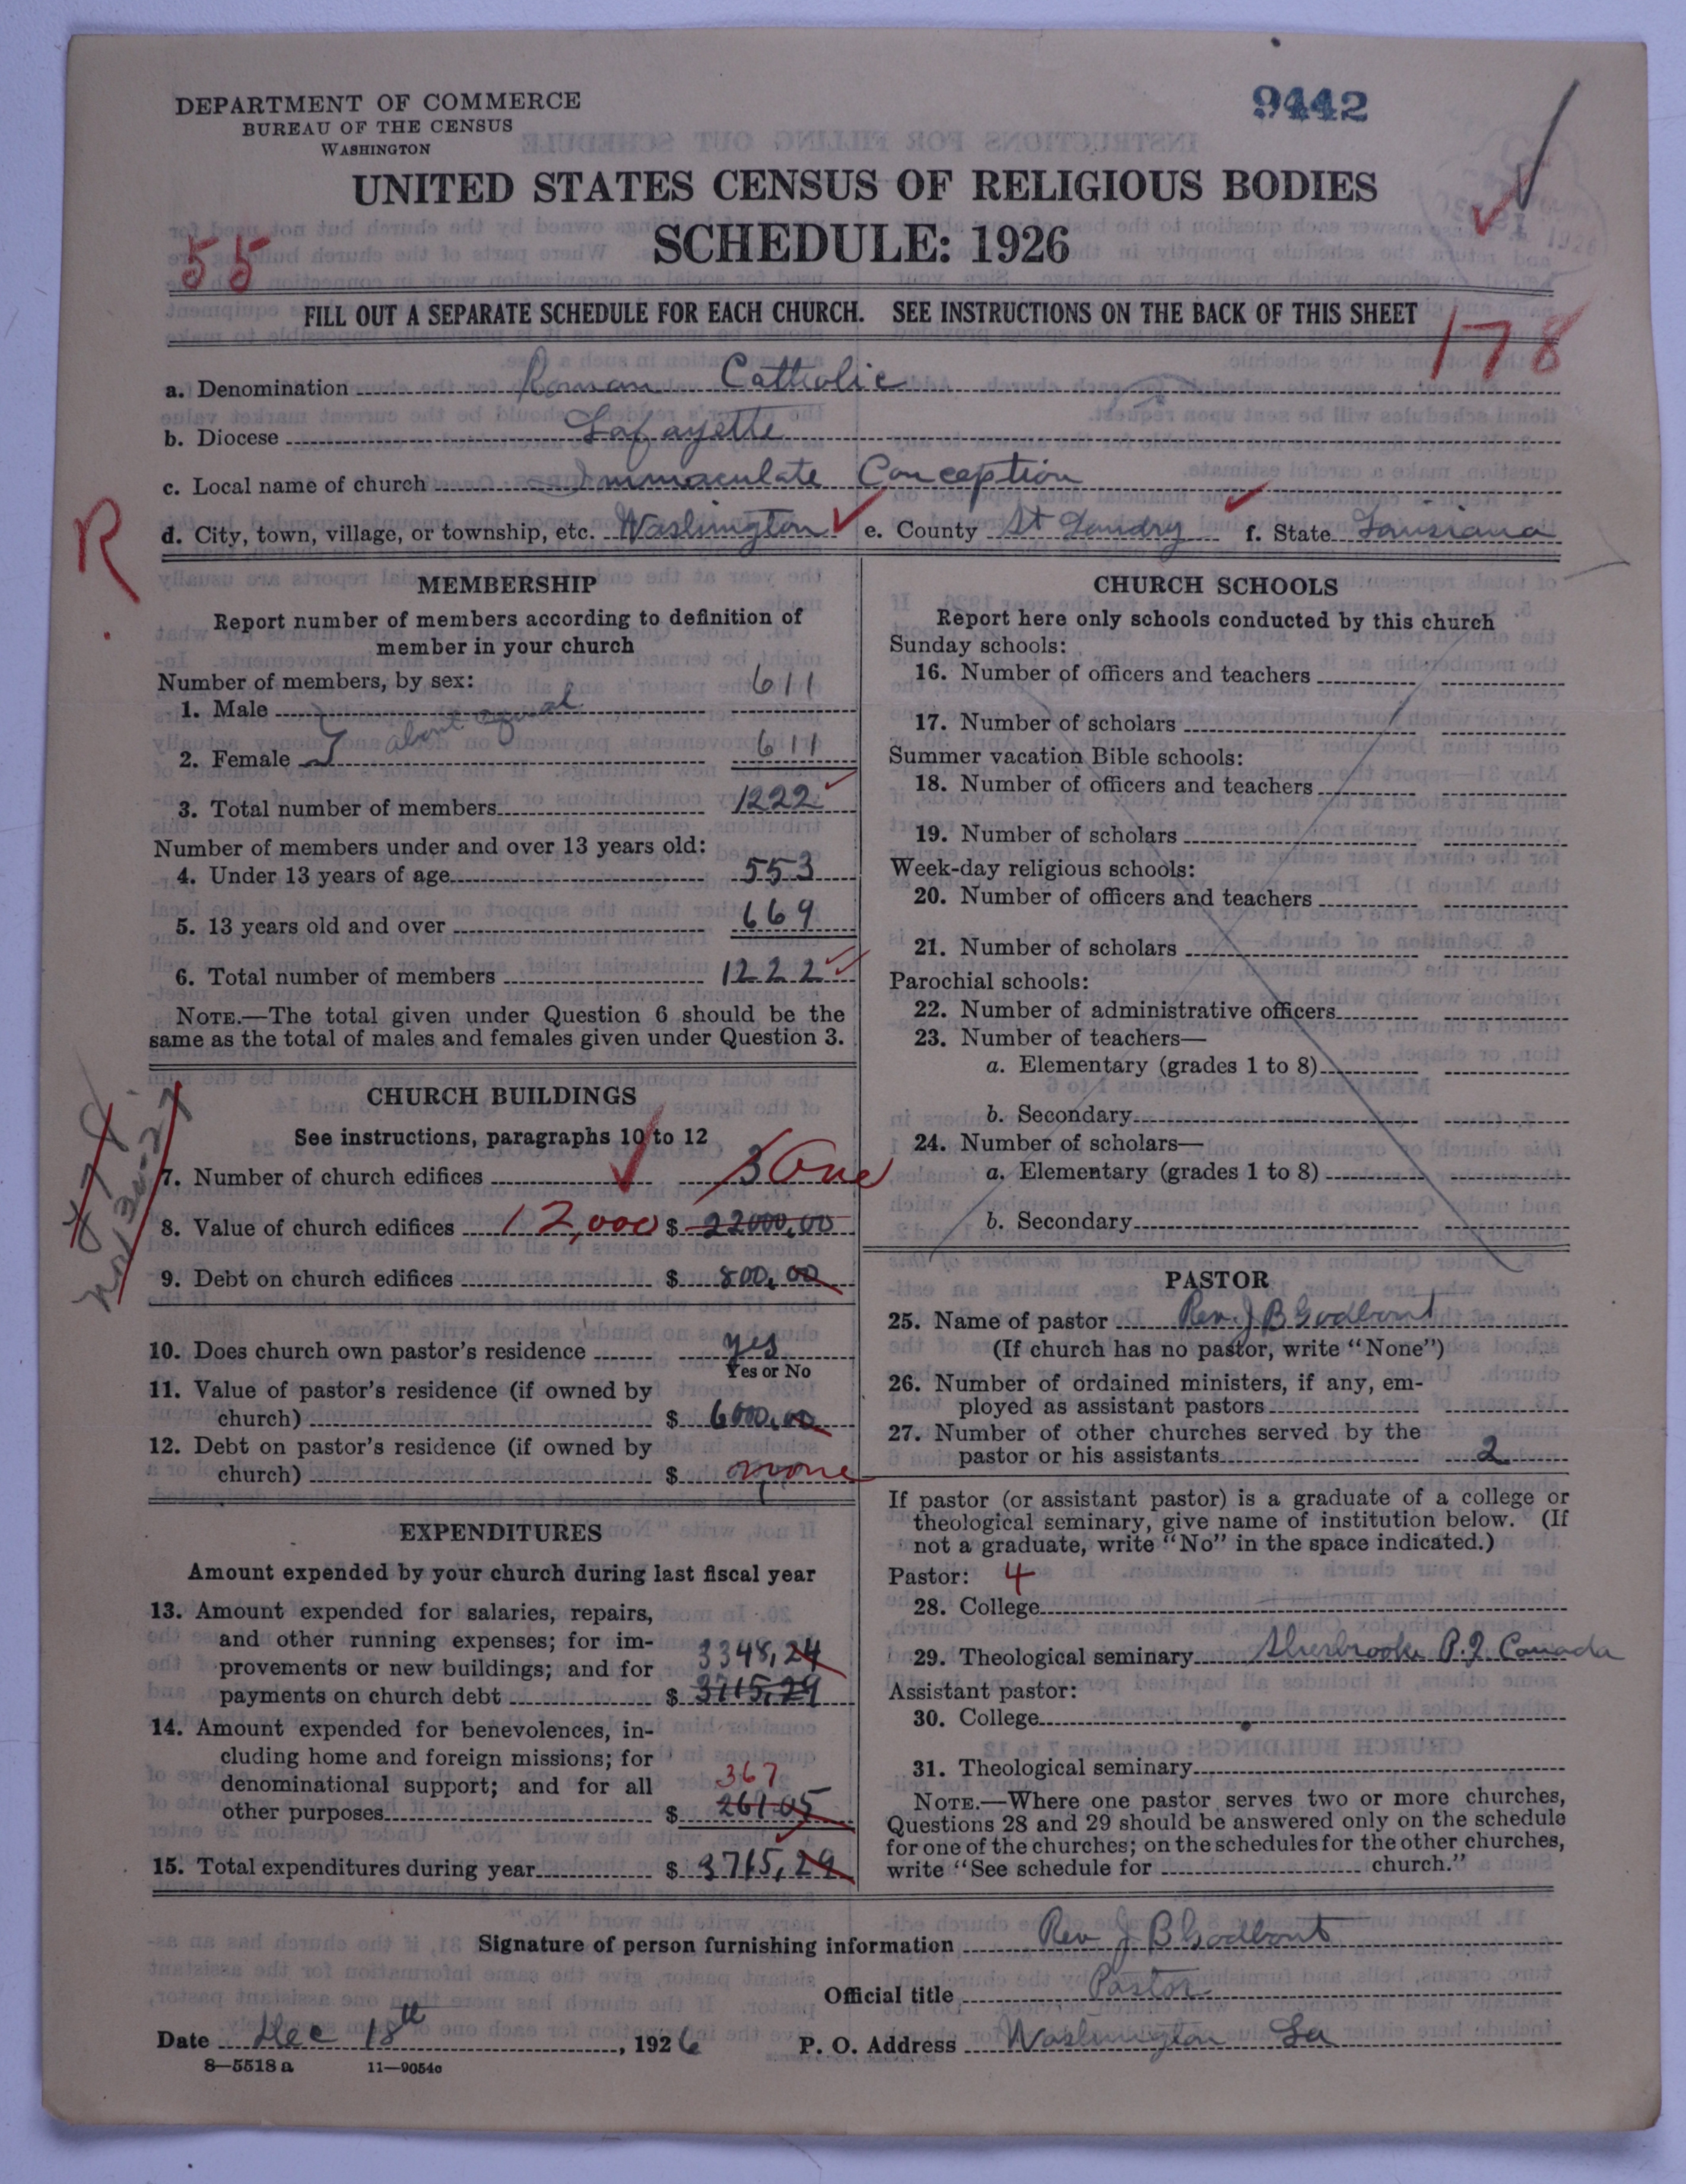 DEPARTMENT OF COMMERCE
BUREAU OF THE CENSUS
WASHINGTON
9442
UNITED STATES CENSUS OF RELIGIOUS BODIES
SCHEDULE: 1926
55
FILL OUT A SEPARATE SCHEDULE FOR EACH CHURCH. SEE INSTRUCTIONS ON THE BACK OF THIS SHEET
178
a. Denomination Roman Catholic
b. Diocese Lafayette
c. Local name of church Immaculate Conception
R
d. City, town, village, or township, etc. Washington e. County St Landry f. State Louisiana
MEMBERSHIP
Report number of members according to definition of
member in your church
Number of members, by sex:
1. Male 611
about equal
2. Female 611
3. Total number of members 1222
Number of members under and over 13 years old:
4. Under 13 years of age 553
5. 13 years old and over 669
6. Total number of members 1222
NOTE.—The total given under Question 6 should be the
same as the total of males and females given under Question 3.
CHURCH BUILDINGS
See instructions, paragraphs 10 to 12
7. Number of church edifices 3 One
8. Value of church edifices 12,000 $ 22000.00
9. Debt on church edifices $ 800.00
10. Does church own pastor's residence yes
Yes or No
11. Value of pastor's residence (if owned by
church) $ 6000.00
12. Debt on pastor's residence (if owned by
church) $ none
EXPENDITURES
Amount expended by your church during last fiscal year
13. Amount expended for salaries, repairs,
and other running expenses; for im-
provements or new buildings; and for 3348,24
payments on church debt $ 3715,29
14. Amount expended for benevolences, in-
cluding home and foreign missions; for
denominational support; and for all 367
other purposes $ 267.05
15. Total expenditures during year $ 3715,29
CHURCH SCHOOLS
Report here only schools conducted by this church
Sunday schools:
16. Number of officers and teachers
17. Number of scholars
Summer vacation Bible schools:
18. Number of officers and teachers
19. Number of scholars
Week-day religious schools:
20. Number of officers and teachers
21. Number of scholars
Parochial schools:
22. Number of administrative officers
23. Number of teachers—
a. Elementary (grades 1 to 8)
b. Secondary
24. Number of scholars—
a. Elementary (grades 1 to 8)
b. Secondary
PASTOR
25. Name of pastor Rev. J B Godbout
(If church has no pastor, write "None")
26. Number of ordained ministers, if any, em-
ployed as assistant pastors
27. Number of other churches served by the
pastor or his assistants 2
If pastor (or assistant pastor) is a graduate of a college or
theological seminary, give name of institution below. (If
not a graduate, write "No" in the space indicated.)
Pastor: 4
28. College
29. Theological seminary Sherbrooke P.Q. Canada
Assistant pastor:
30. College
31. Theological seminary
NOTE.—Where one pastor serves two or more churches,
Questions 28 and 29 should be answered only on the schedule
for one of the churches; on the schedules for the other churches,
write "See schedule for church."
Signature of person furnishing information Rev J B Godbout
Official title Pastor
Date Dec 18th, 1926 P. O. Address Washington La
8—5518 a 11—9054c